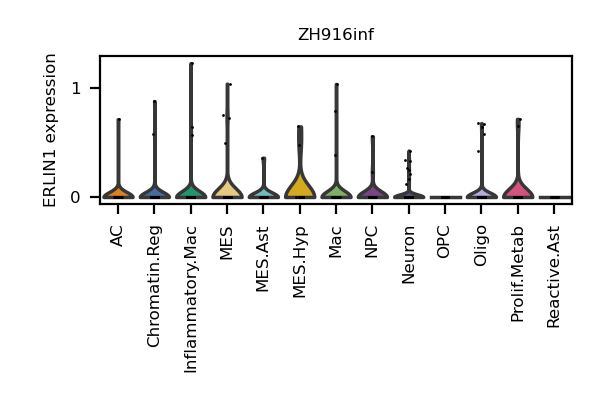 ZH916inf
ERLIN1 expression
1
0
AC
Chromatin.Reg
Inflammatory.Mac
MES
MES.Ast
MES.Hyp
Mac
NPC
Neuron
OPC
Oligo
Prolif.Metab
Reactive.Ast